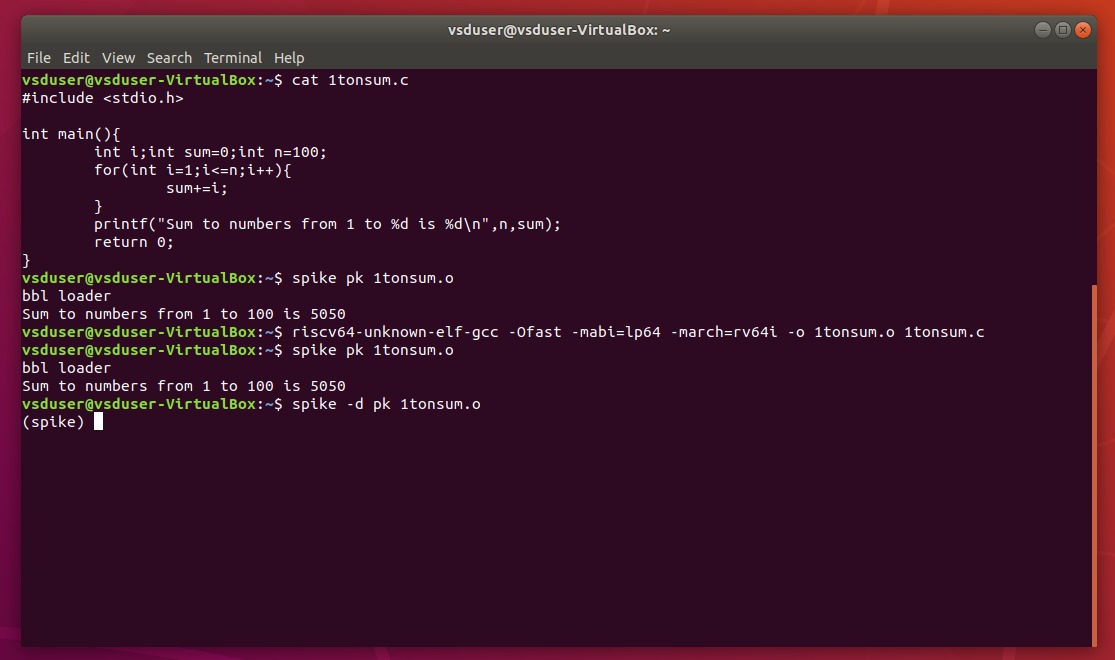 vsduser@vsduser-VirtualBox: ~
File Edit View Search Terminal Help
vsduser@vsduser-VirtualBox:~$ cat 1tonsum.c
#include <stdio.h>
int main(){
        int i;int sum=0;int n=100;
        for(int i=1;i<=n;i++){
                sum+=i;
        }
        printf("Sum to numbers from 1 to %d is %d\n",n,sum);
        return 0;
}
vsduser@vsduser-VirtualBox:~$ spike pk 1tonsum.o
bbl loader
Sum to numbers from 1 to 100 is 5050
vsduser@vsduser-VirtualBox:~$ riscv64-unknown-elf-gcc -Ofast -mabi=lp64 -march=rv64i -o 1tonsum.o 1tonsum.c
vsduser@vsduser-VirtualBox:~$ spike pk 1tonsum.o
bbl loader
Sum to numbers from 1 to 100 is 5050
vsduser@vsduser-VirtualBox:~$ spike -d pk 1tonsum.o
(spike)